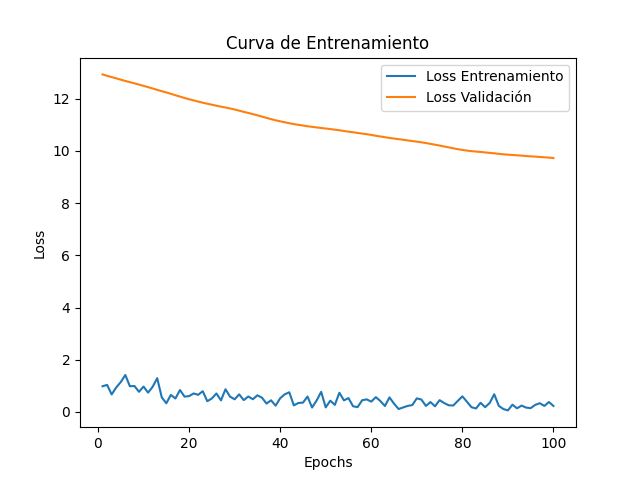 Curva de Entrenamiento
Loss Entrenamiento
Loss Validación
Loss
12
10
8
6
4
2
0
0 20 40 60 80 100
Epochs